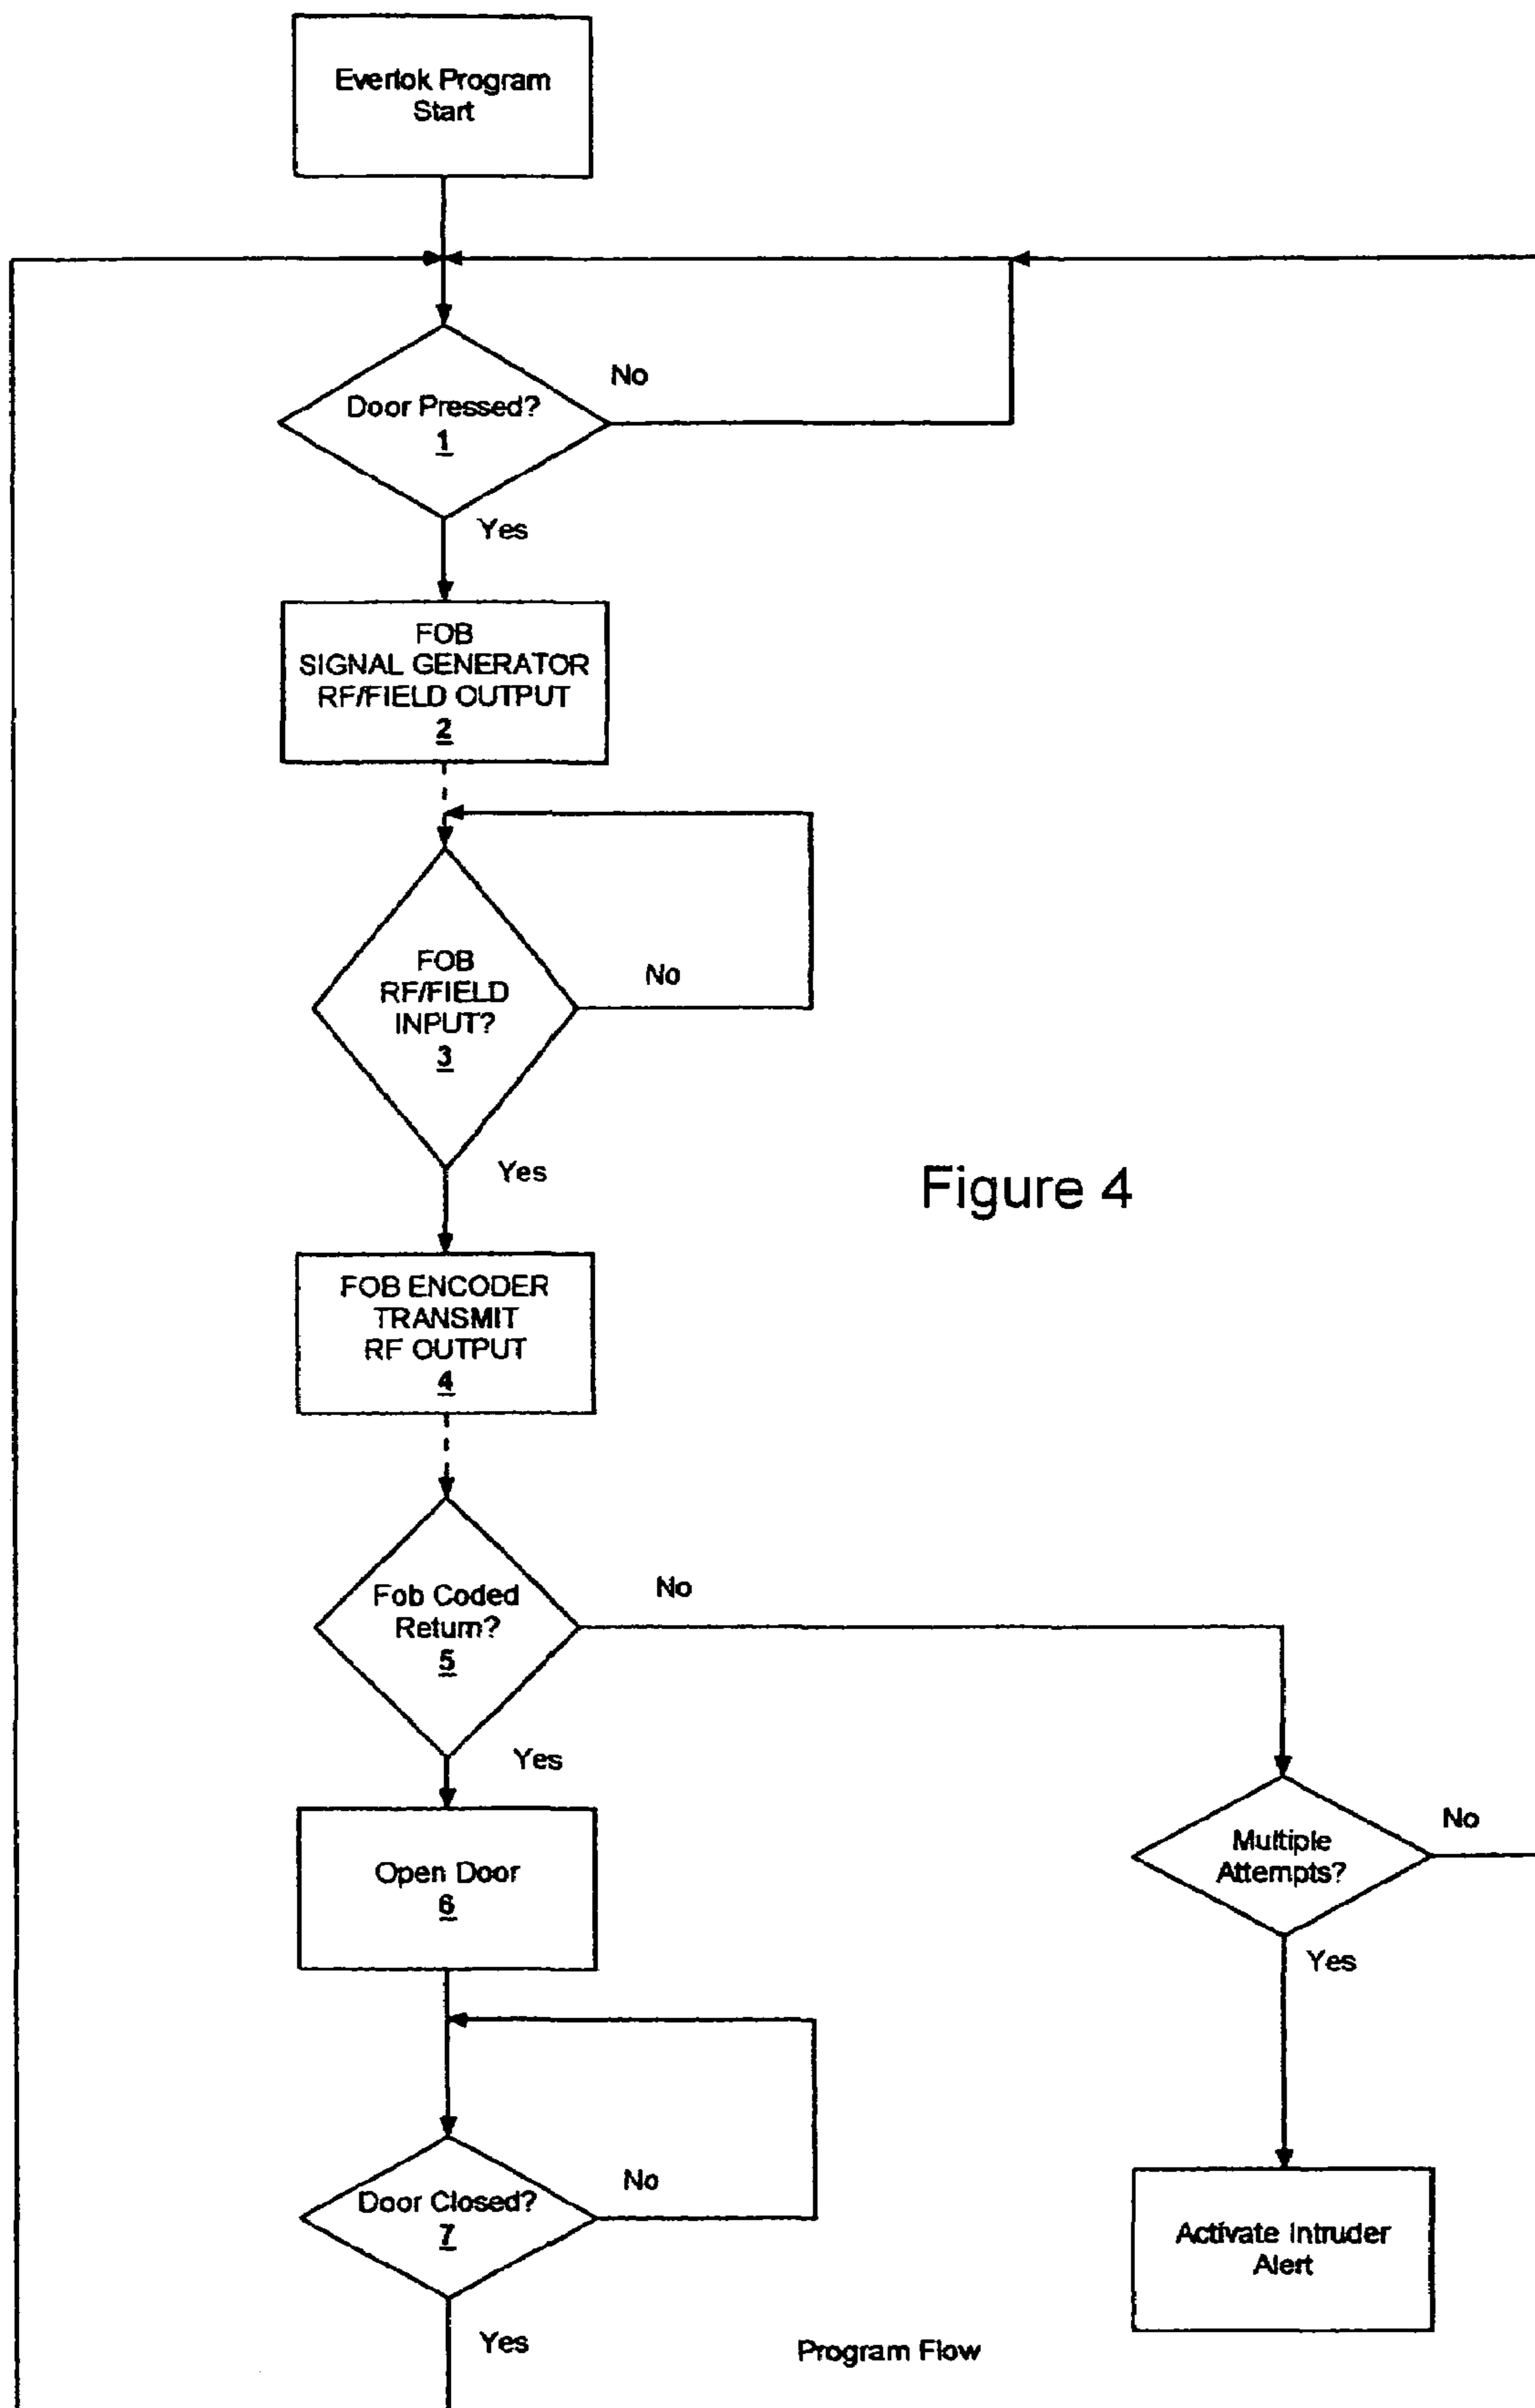 Everlok Program
Start
No
Door Pressed?
1
Yes
FOB
SIGNAL GENERATOR
RF/FIELD OUTPUT
2
FOB
RF/FIELD
INPUT?
3
No
Yes
Figure 4
FOB ENCODER
TRANSMIT
RF OUTPUT
4
Fob Coded
Return?
5
No
Yes
Open Door
6
Multiple
Attempts?
No
Yes
Door Closed?
7
No
Activate Intruder
Alert
Yes
Program Flow